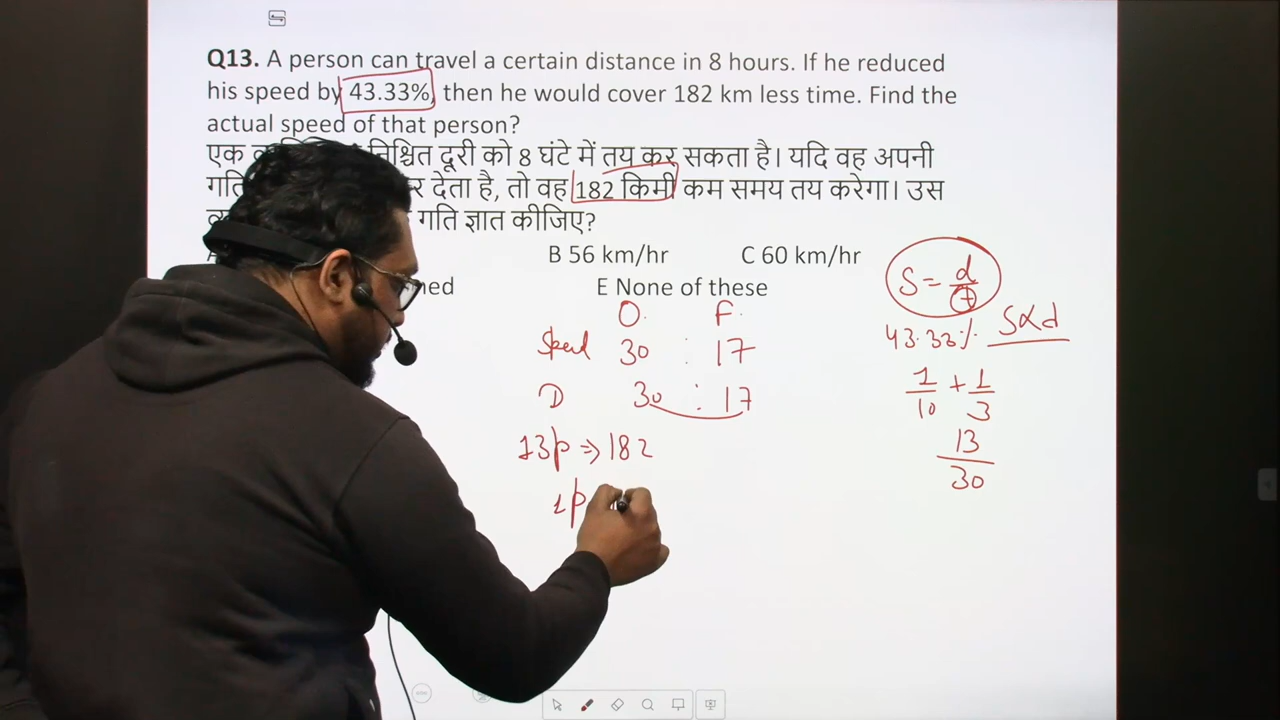 Q13. A person can travel a certain distance in 8 hours. If he reduced
his speed by 43.33%, then he would cover 182 km less time. Find the
actual speed of that person?
एक निश्चित दूरी को 8 घंटे में तय कर सकता है। यदि वह अपनी
देता है, तो वह 182 किमी कम समय तय करेगा। उस
गति ज्ञात कीजिए?
B 56 km/hr C 60 km/hr
E None of these
S = d/t
O. F.
43.33% S∝d
Speed 30 : 17
1/10 + 1/3
D 30 : 17
13p => 182
13/30
1p